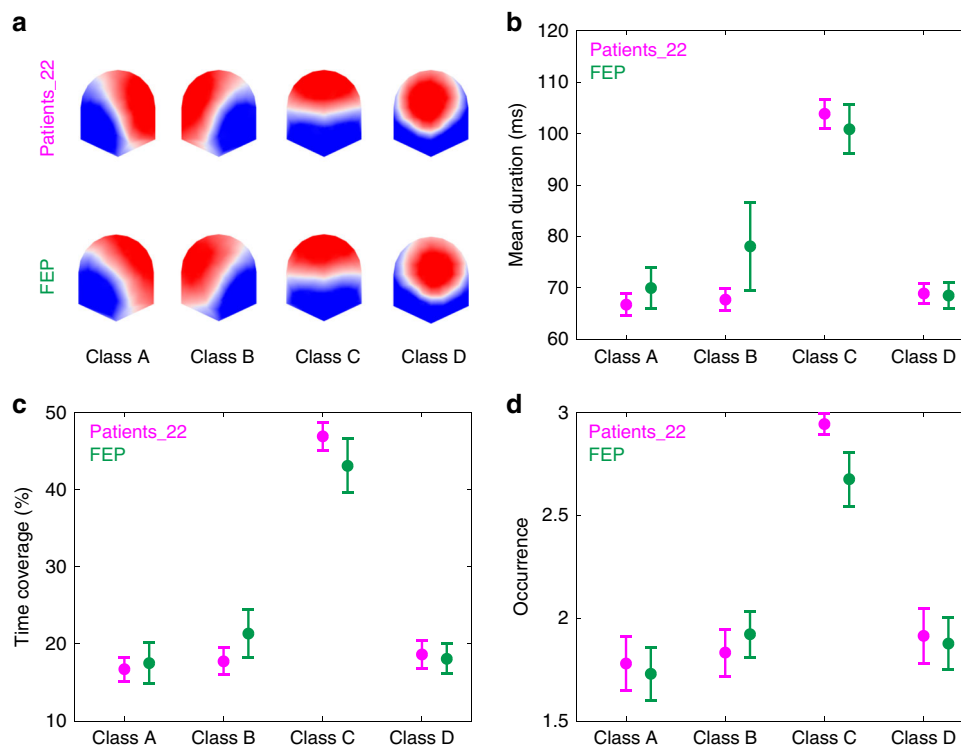 a
Patients_22
FEP
Class A Class B Class C Class D
b
120
110
100
90
80
70
60
Mean duration (ms)
Patients_22
FEP
Class A Class B Class C Class D
c
50
40
30
20
10
Time coverage (%)
Patients_22
FEP
Class A Class B Class C Class D
d
3
2.5
2
1.5
Occurrence
Patients_22
FEP
Class A Class B Class C Class D